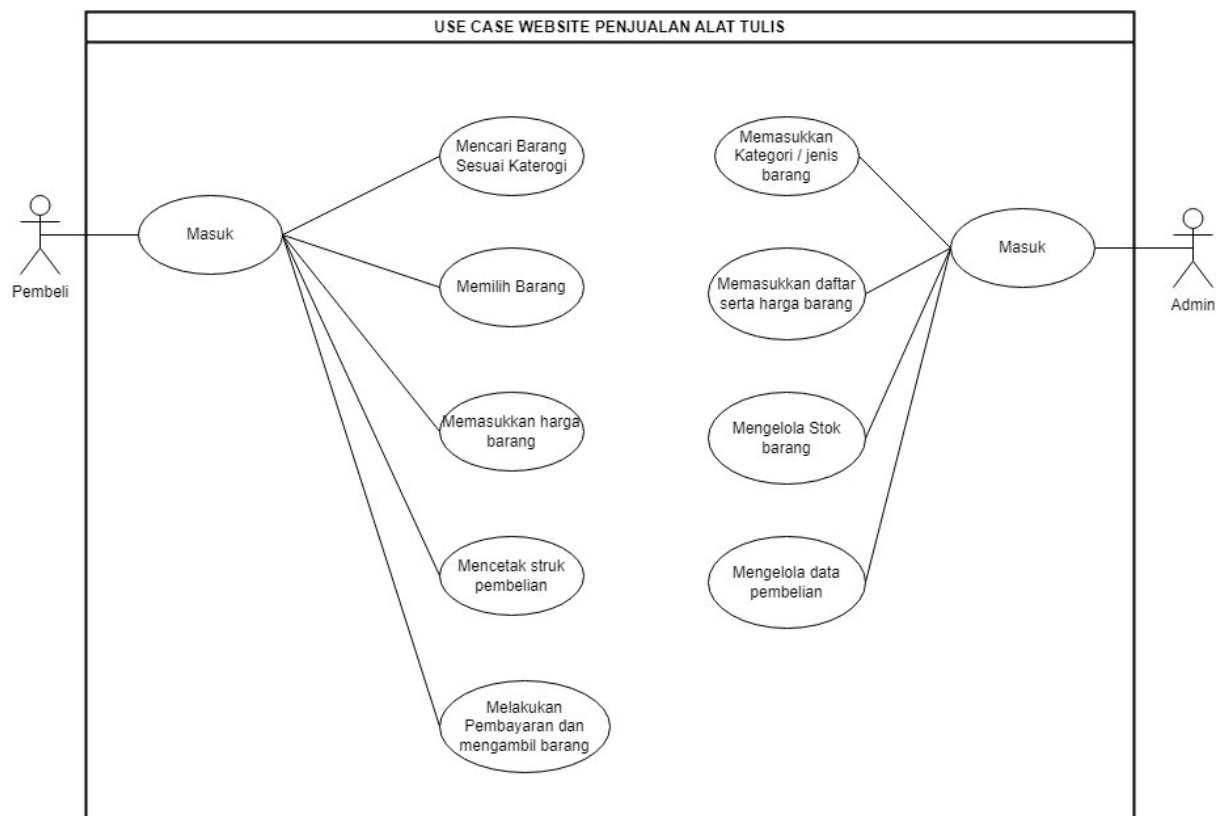 USE CASE WEBSITE PENJUALAN ALAT TULIS
Pembeli
Masuk
Mencari Barang
Sesuai Katerogi
Memilih Barang
Memasukkan harga
barang
Mencetak struk
pembelian
Melakukan
Pembayaran dan
mengambil barang
Memasukkan
Kategori / jenis
barang
Memasukkan daftar
serta harga barang
Mengelola Stok
barang
Mengelola data
pembelian
Masuk
Admin